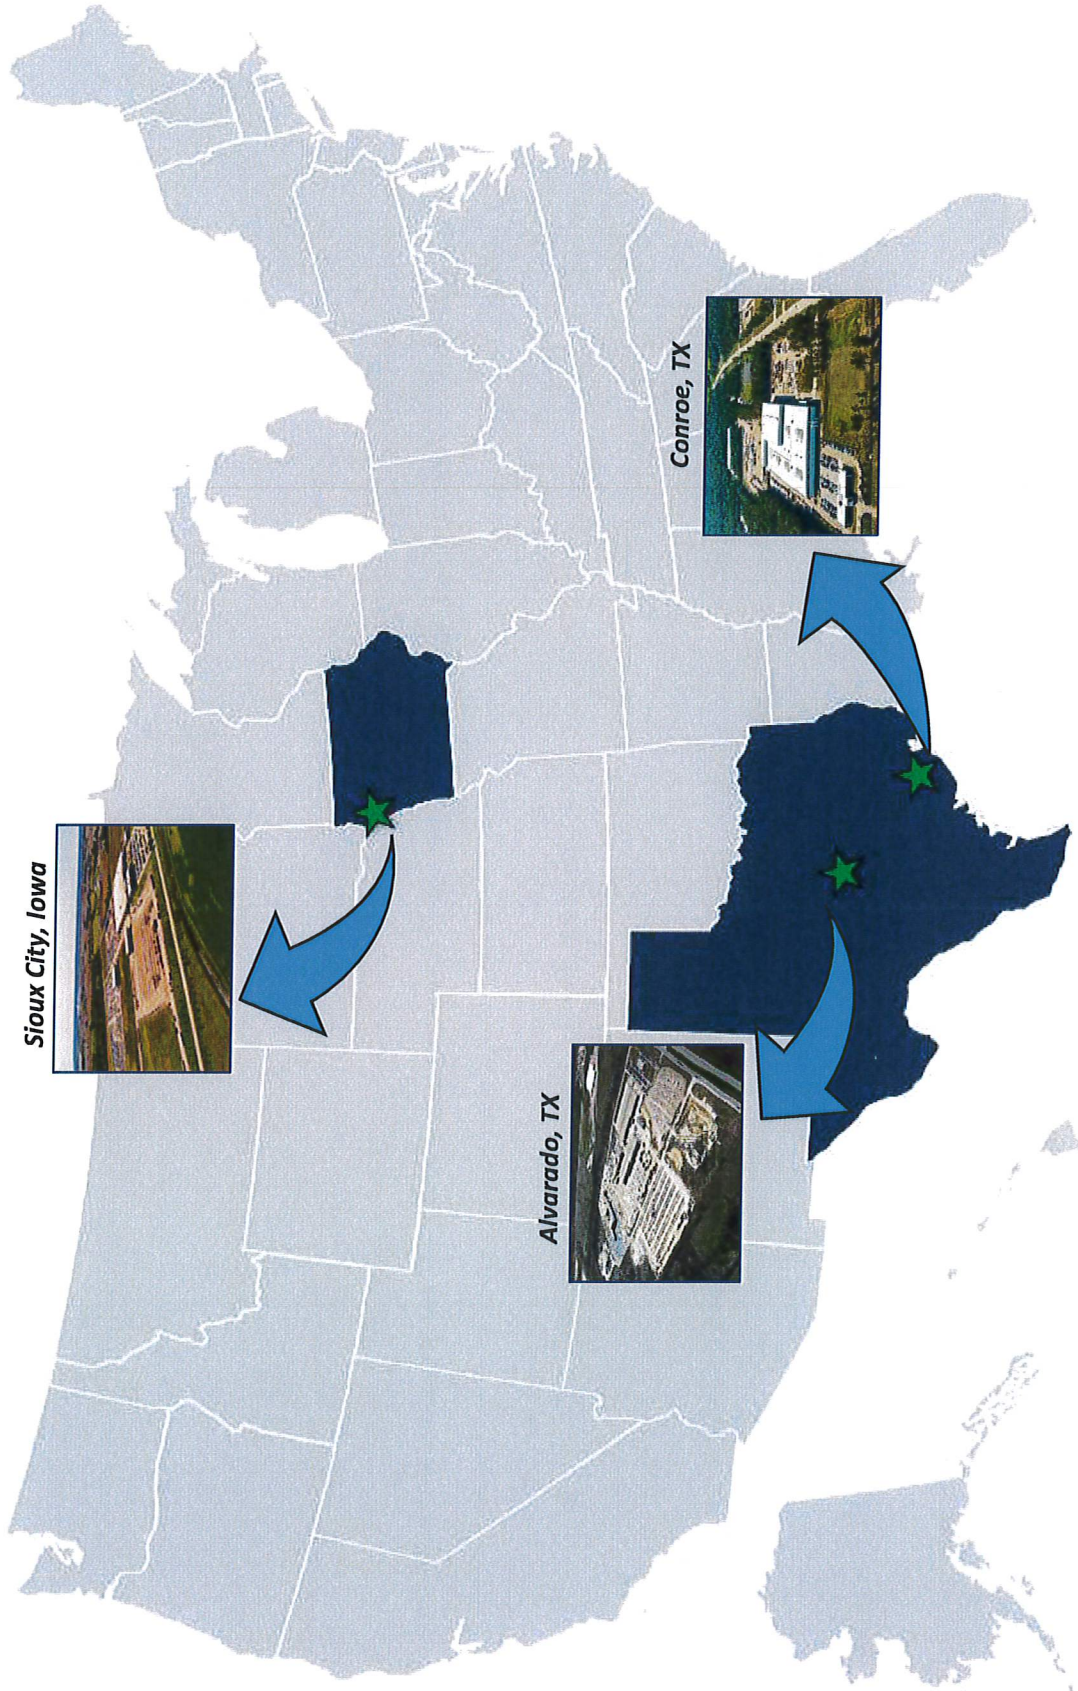 Sioux City, Iowa
Alvarado, TX
Conroe, TX